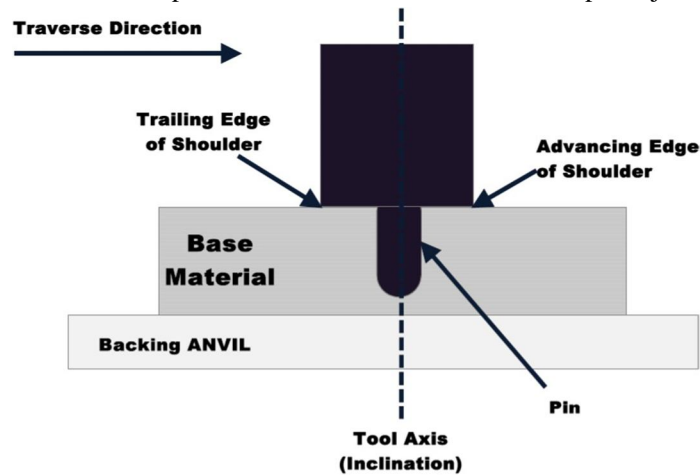 Traverse Direction
Trailing Edge
of Shoulder
Advancing Edge
of Shoulder
Base
Material
Backing ANVIL
Pin
Tool Axis
(Inclination)